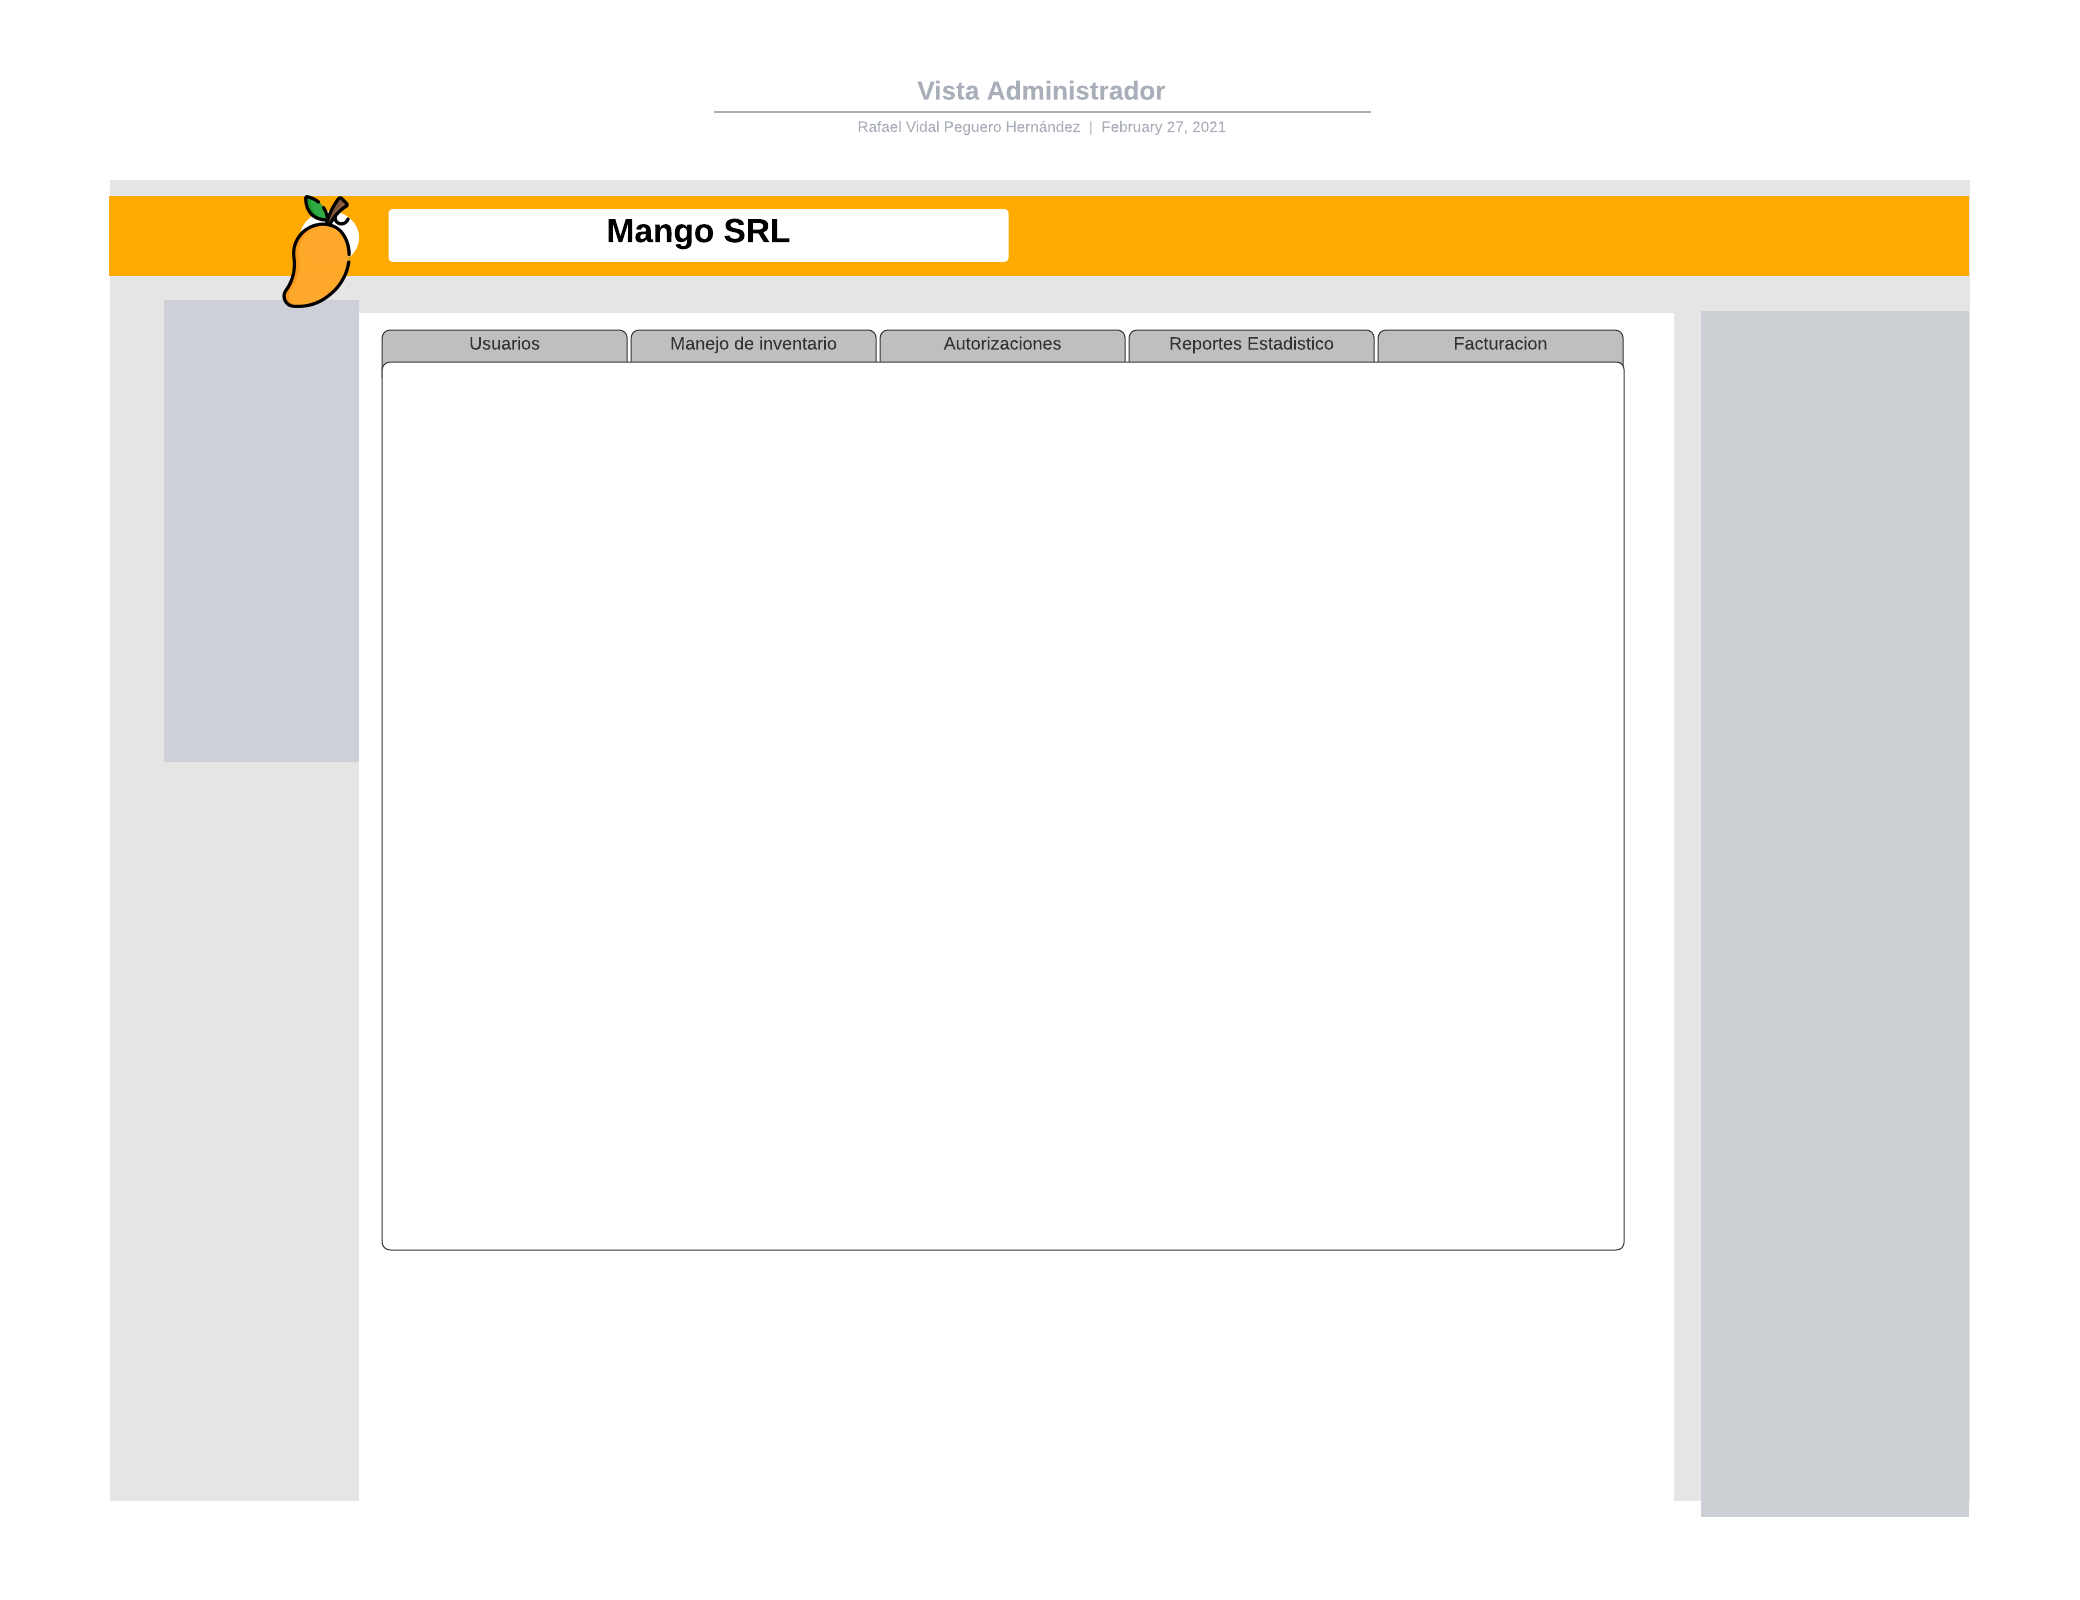 Vista Administrador
Rafael Vidal Peguero Hernández | February 27, 2021
Mango SRL
Usuarios
Manejo de inventario
Autorizaciones
Reportes Estadistico
Facturacion